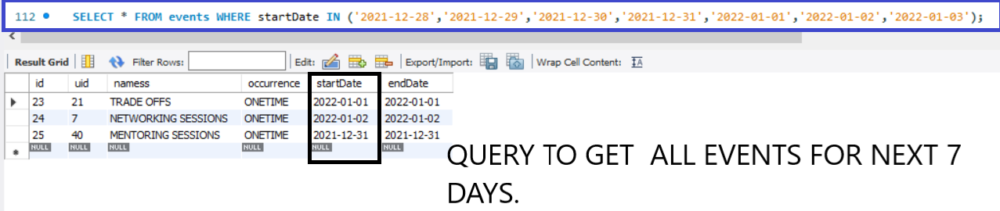 112 SELECT * FROM events WHERE startDate IN ('2021-12-28','2021-12-29','2021-12-30','2021-12-31','2022-01-01','2022-01-02','2022-01-03');
Result Grid Filter Rows: Edit: Export/Import: Wrap Cell Content: IA
id uid namess occurrence startDate endDate
23 21 TRADE OFFS ONETIME 2022-01-01 2022-01-01
24 7 NETWORKING SESSIONS ONETIME 2022-01-02 2022-01-02
25 40 MENTORING SESSIONS ONETIME 2021-12-31 2021-12-31
NULL NULL NULL NULL NULL NULL
QUERY TO GET ALL EVENTS FOR NEXT 7
DAYS.